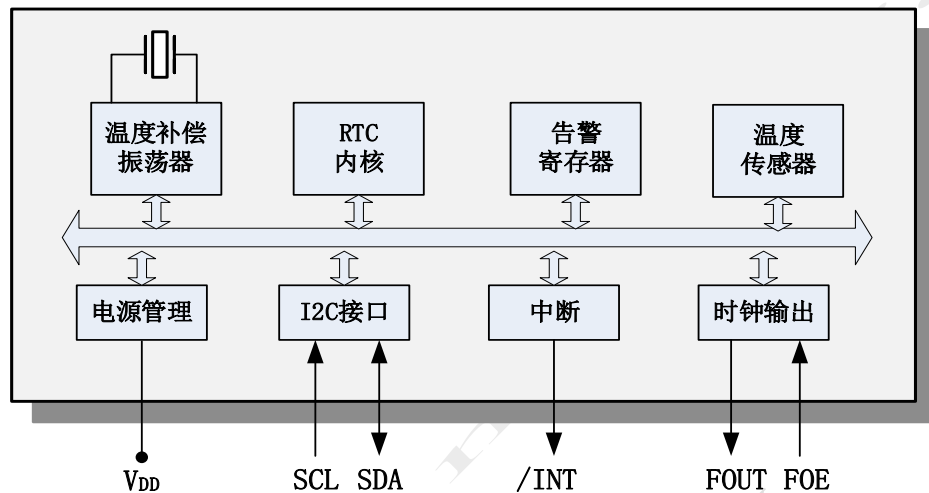 温度补偿
振荡器
RTC
内核
告警
寄存器
温度
传感器
电源管理
I2C接口
中断
时钟输出
VDD
SCL SDA
/INT
FOUT FOE